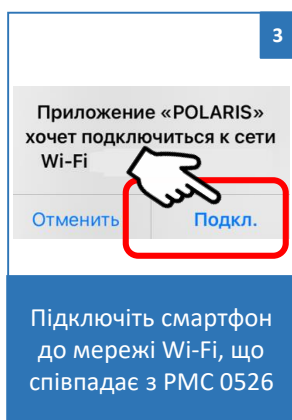 3
Приложение «POLARIS»
хочет подключиться к сети
Wi-Fi
Отменить
Подкл.
Підключіть смартфон
до мережі Wi-Fi, що
співпадає з PMC 0526